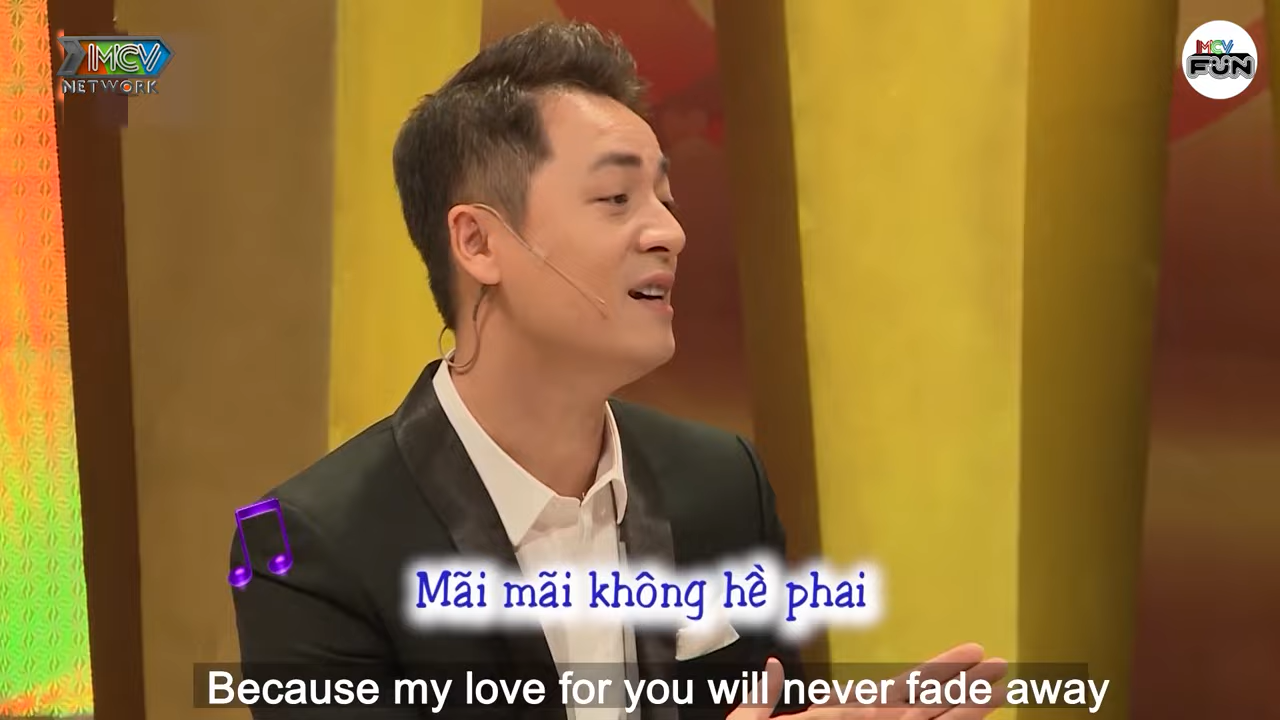 MCV
NETWORK
MCV
FUN
Mãi mãi không hề phai
Because my love for you will never fade away